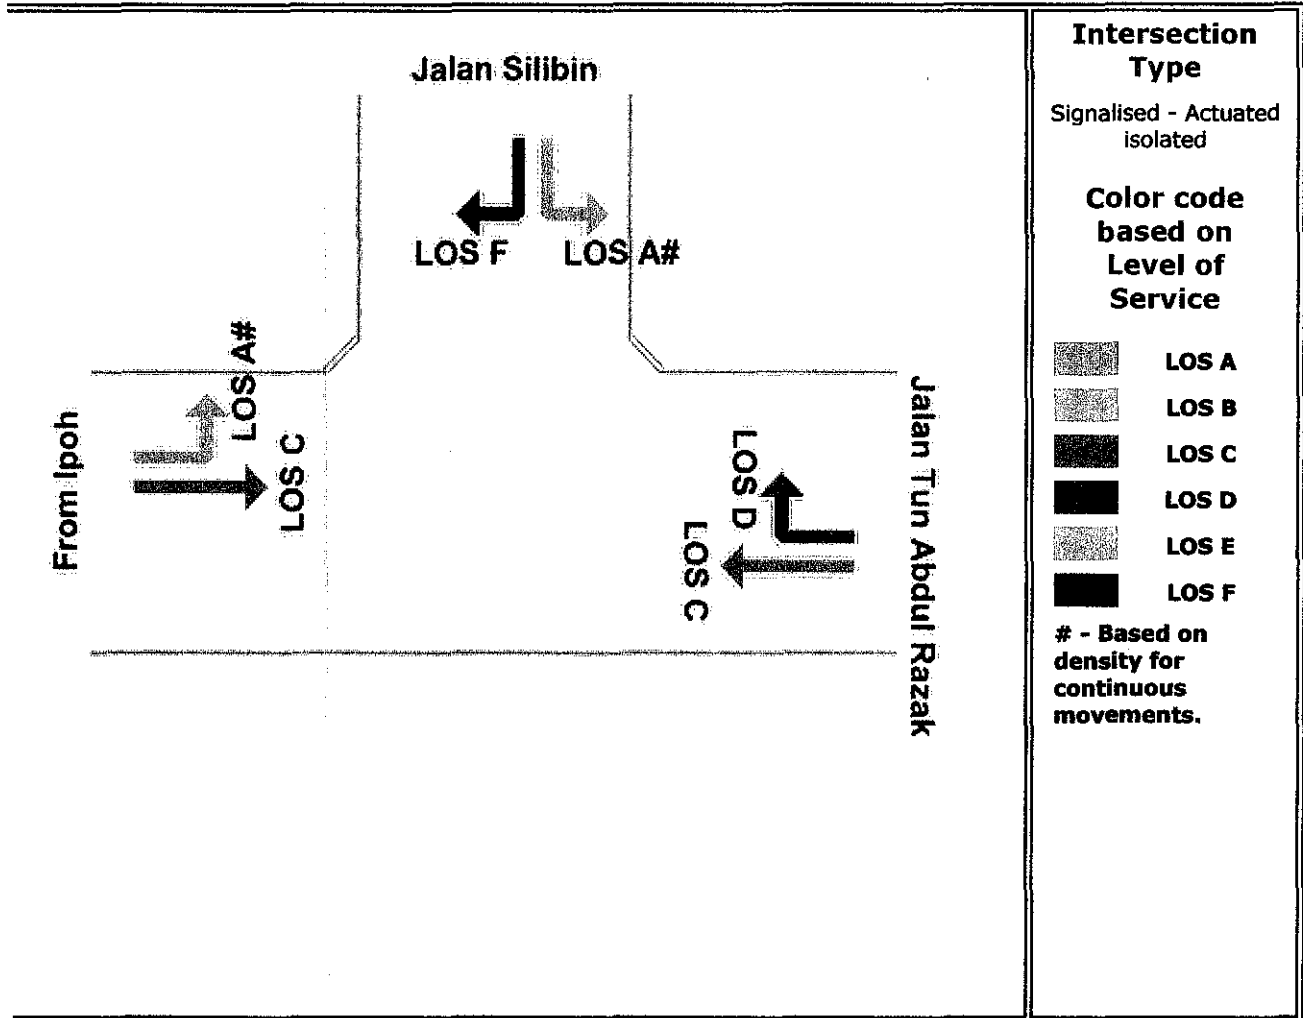 Jalan Silibin
LOS F
LOS A#
LOS A#
LOS C
From Ipoh
LOS D
LOS C
Jalan Tun Abdul Razak
Intersection
Type
Signalised - Actuated
isolated
Color code
based on
Level of
Service
LOS A
LOS B
LOS C
LOS D
LOS E
LOS F
# - Based on
density for
continuous
movements.